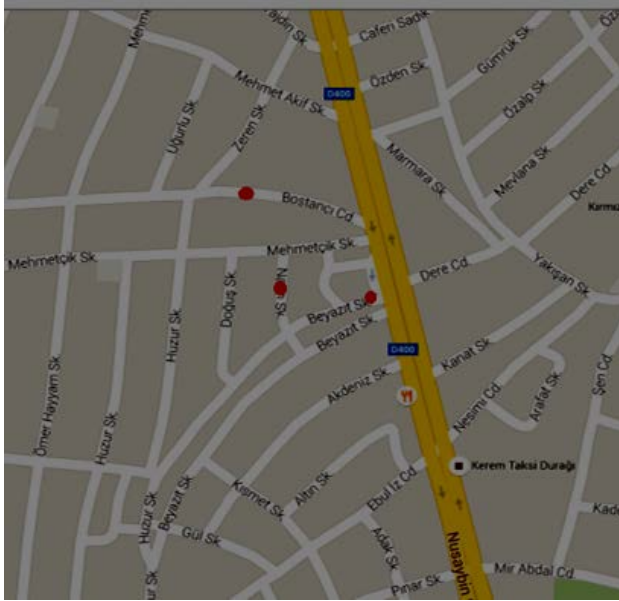 Caferi Sadık
Mehmet Akif Sk
Özden Sk
Gümrük Sk
D400
Özalp Sk
Uğurlu Sk
Zeren Sk
Marmara Sk
Mevlana Sk
Dere Cd
Bostancı Cd
Mehmetçik Sk
Mehmetçik Sk
Dere Cd
Yakışan Sk
Doğuş Sk
Huzur Sk
Beyazıt Sk
Beyazıt Sk
D400
Kanat Sk
Akdeniz Sk
Ömer Hayyam Sk
Huzur Sk
Nesimi Cd
Arafat Sk
Şen Cd
Kerem Taksi Durağı
Kısmet Sk
Altın Sk
Ebul İz Cd
Huzur Sk
Beyazıt Sk
Gül Sk
Adak Sk
Nusaybin
Mir Abdal Cd
Pınar Sk